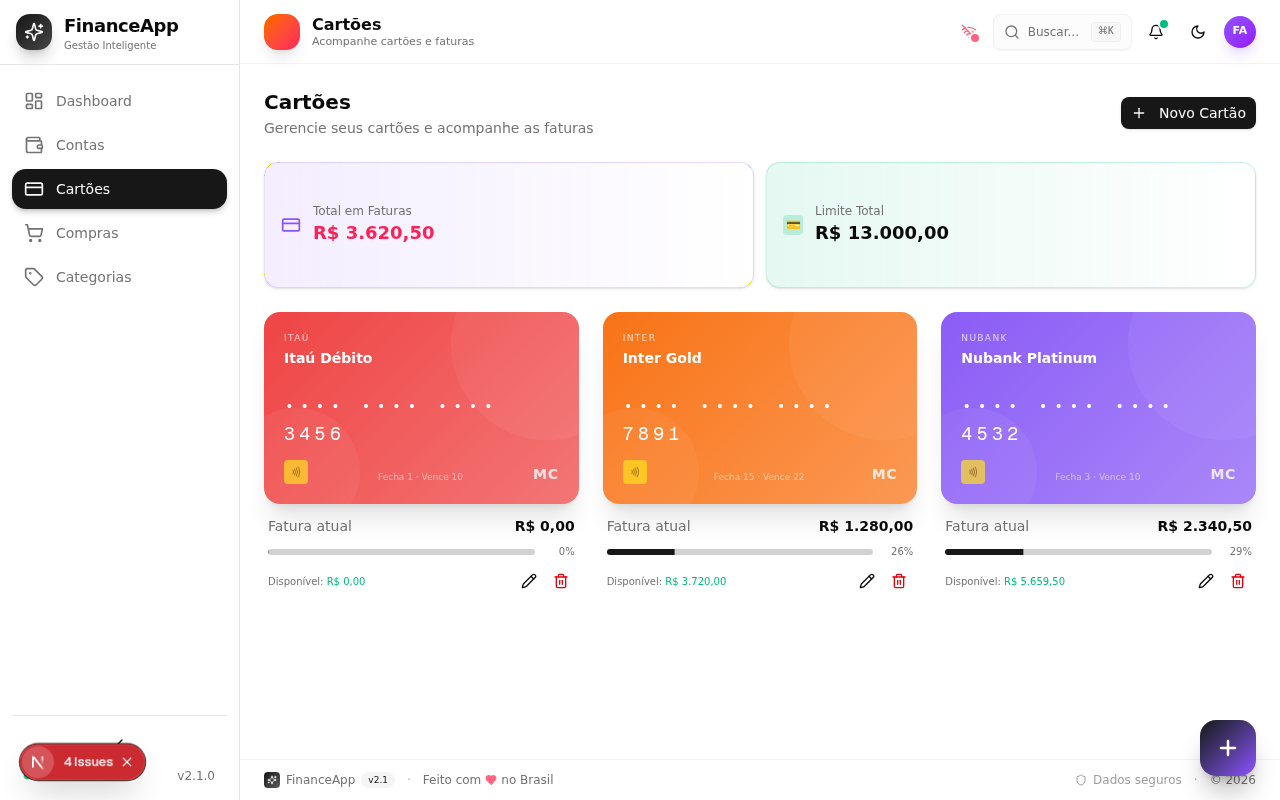 FinanceApp
Gestão Inteligente
Dashboard
Contas
Cartões
Compras
Categorias
4 Issues
v2.1.0
Cartões
Acompanhe cartões e faturas
Buscar...
⌘K
FA
Cartões
Gerencie seus cartões e acompanhe as faturas
Novo Cartão
Total em Faturas
R$ 3.620,50
Limite Total
R$ 13.000,00
ITAÚ
Itaú Débito
•••• •••• ••••
3456
Fecha 1 · Vence 10
MC
Fatura atual
R$ 0,00
0%
Disponível: R$ 0,00
INTER
Inter Gold
•••• •••• ••••
7891
Fecha 15 · Vence 22
MC
Fatura atual
R$ 1.280,00
26%
Disponível: R$ 3.720,00
NUBANK
Nubank Platinum
•••• •••• ••••
4532
Fecha 3 · Vence 10
MC
Fatura atual
R$ 2.340,50
29%
Disponível: R$ 5.659,50
FinanceApp
v2.1
·
Feito com
no Brasil
Dados seguros
·
© 2026